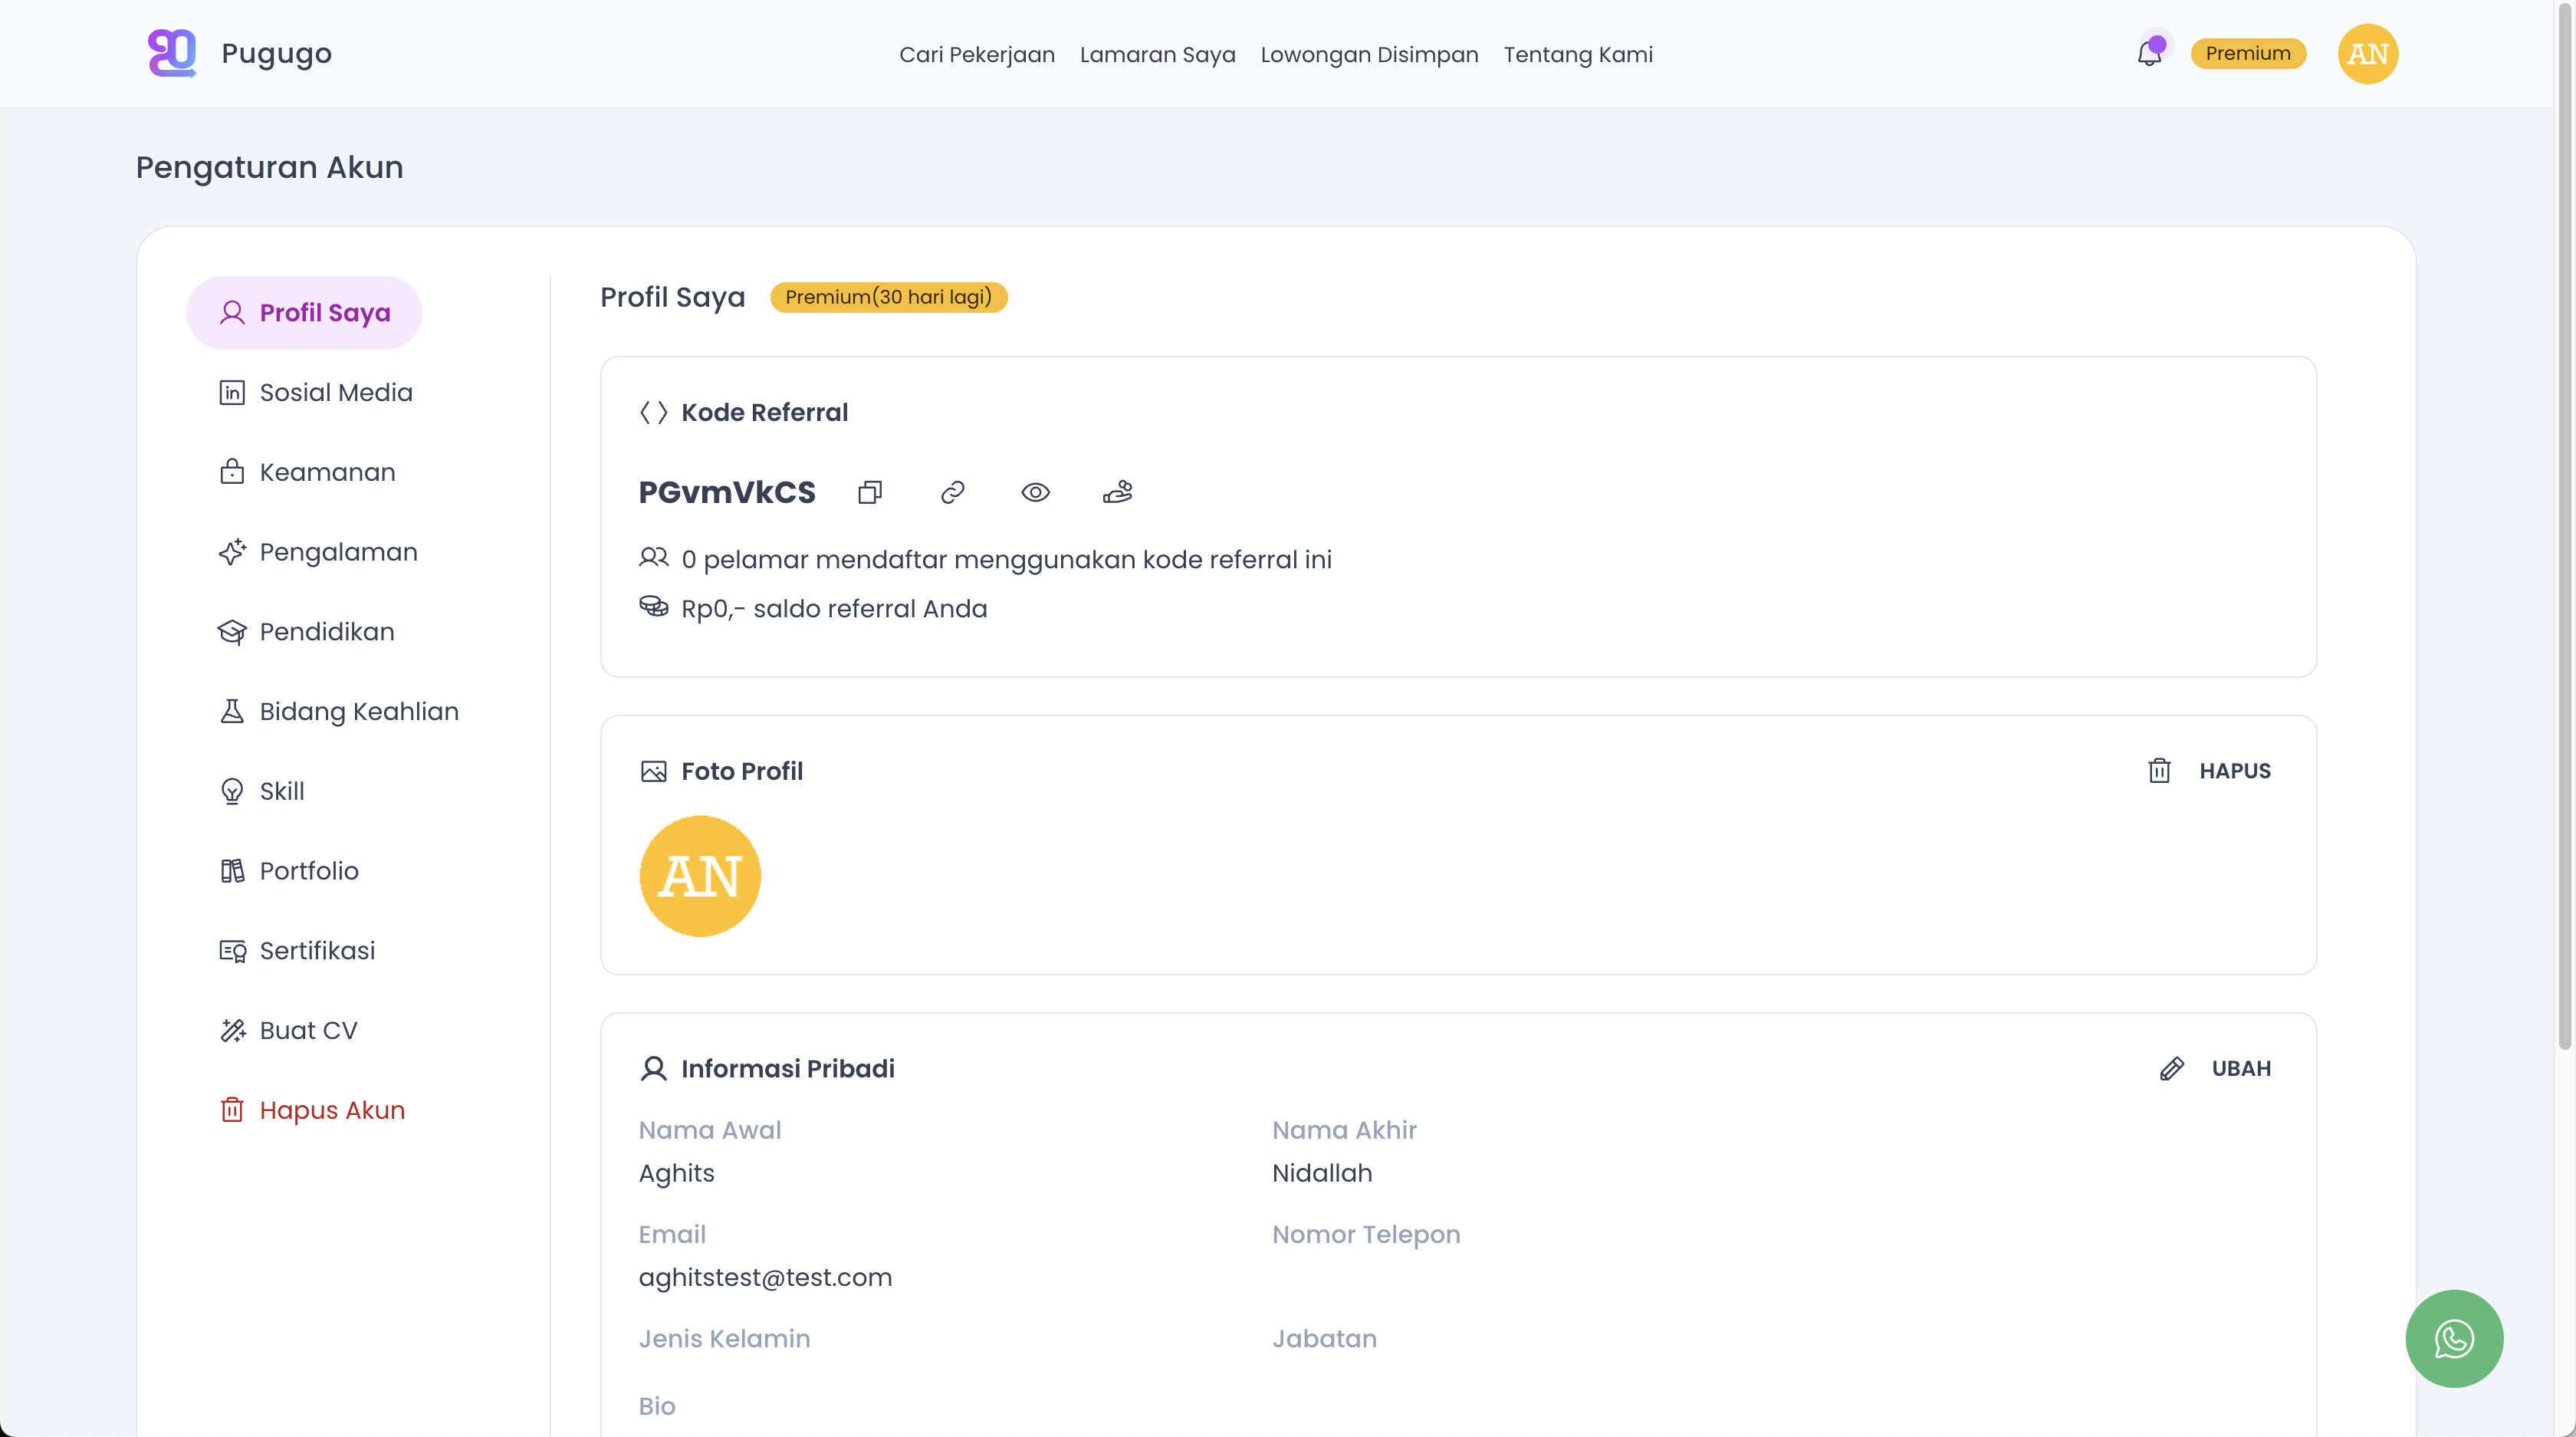 Pugugo
Cari Pekerjaan Lamaran Saya Lowongan Disimpan Tentang Kami
Premium
AN
Pengaturan Akun
Profil Saya
Sosial Media
Keamanan
Pengalaman
Pendidikan
Bidang Keahlian
Skill
Portfolio
Sertifikasi
Buat CV
Hapus Akun
Profil Saya Premium(30 hari lagi)
Kode Referral
PGvmVkCS
0 pelamar mendaftar menggunakan kode referral ini
Rp0,- saldo referral Anda
Foto Profil HAPUS
AN
Informasi Pribadi UBAH
Nama Awal Nama Akhir
Aghits Nidallah
Email Nomor Telepon
aghitstest@test.com
Jenis Kelamin Jabatan
Bio